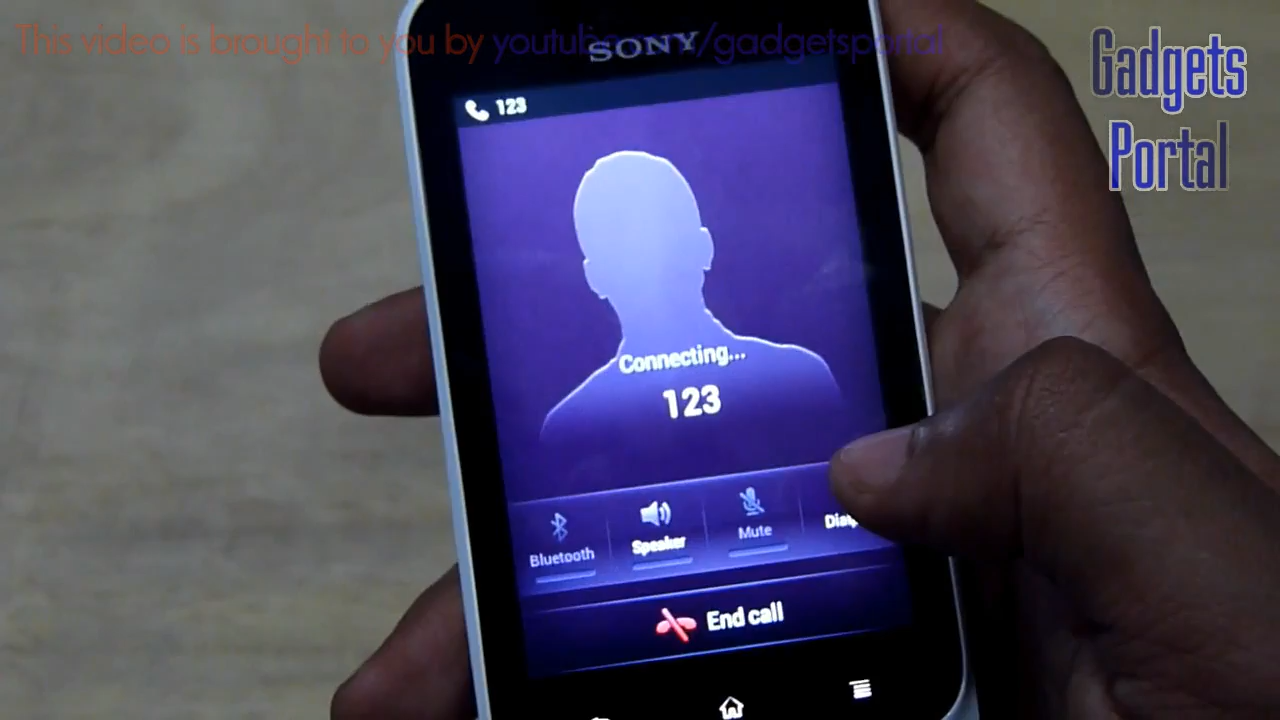 This video is brought to you by youtube.com/gadgetsportal
SONY
Gadgets
Portal
123
Connecting...
123
Bluetooth
Speaker
Mute
End call